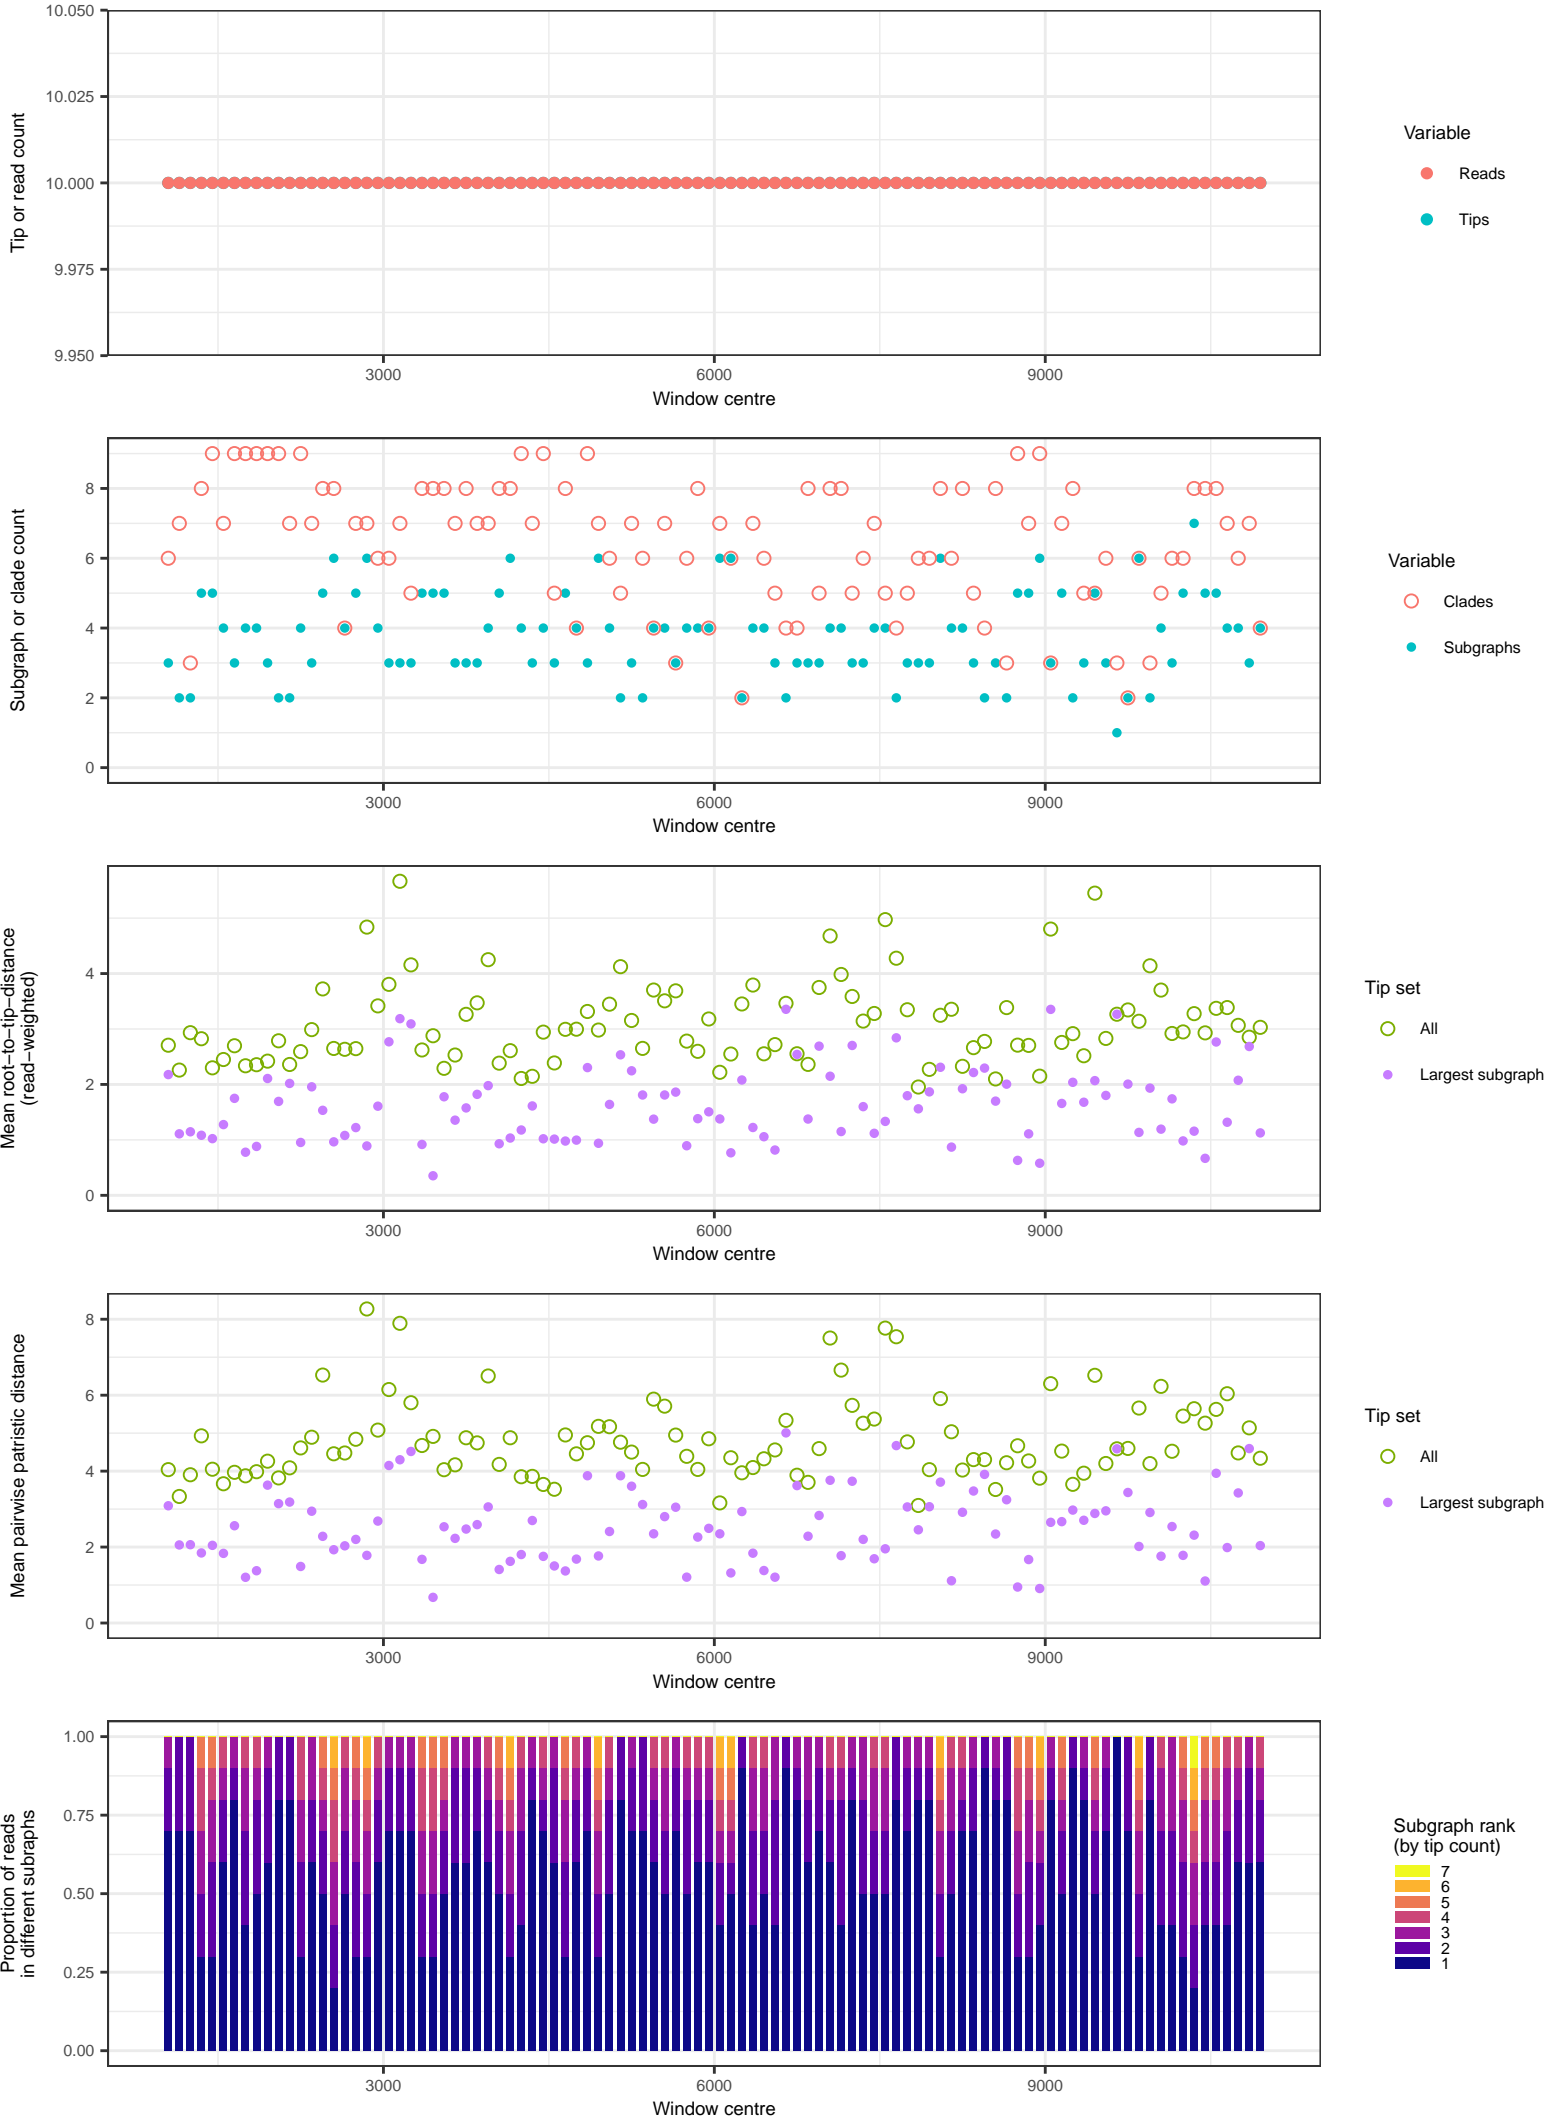 10.050
10.025
10.000
9.975
9.950
Tip or read count
3000
6000
9000
Window centre
Variable
Reads
Tips
8
6
4
2
0
Subgraph or clade count
3000
6000
9000
Window centre
Variable
Clades
Subgraphs
4
2
0
Mean root−to−tip−distance
(read−weighted)
3000
6000
9000
Window centre
Tip set
All
Largest subgraph
8
6
4
2
0
Mean pairwise patristic distance
3000
6000
9000
Window centre
Tip set
All
Largest subgraph
1.00
0.75
0.50
0.25
0.00
Proportion of reads
in different subraphs
3000
6000
9000
Window centre
Subgraph rank
(by tip count)
7
6
5
4
3
2
1